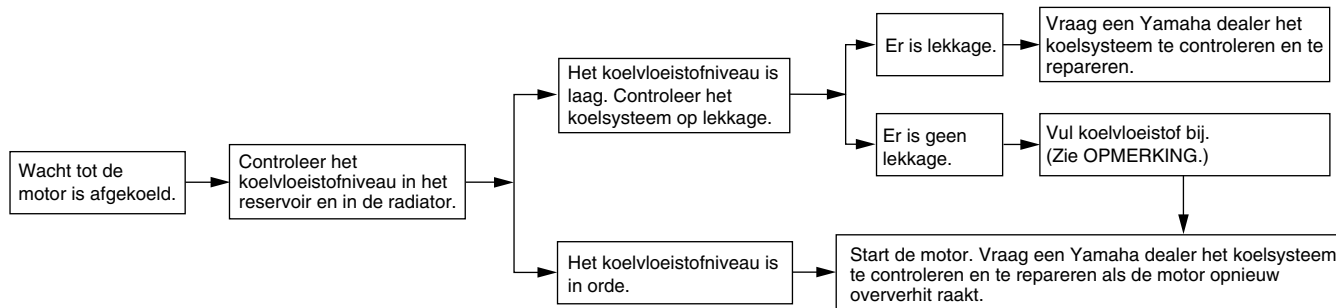 Wacht tot de
motor is afgekoeld.
Controleer het
koelvloeistofniveau in het
reservoir en in de radiator.
Het koelvloeistofniveau is
laag. Controleer het
koelsysteem op lekkage.
Er is lekkage.
Vraag een Yamaha dealer het
koelsysteem te controleren en te
repareren.
Er is geen
lekkage.
Vul koelvloeistof bij.
(Zie OPMERKING.)
Het koelvloeistofniveau is
in orde.
Start de motor. Vraag een Yamaha dealer het koelsysteem
te controleren en te repareren als de motor opnieuw
oververhit raakt.